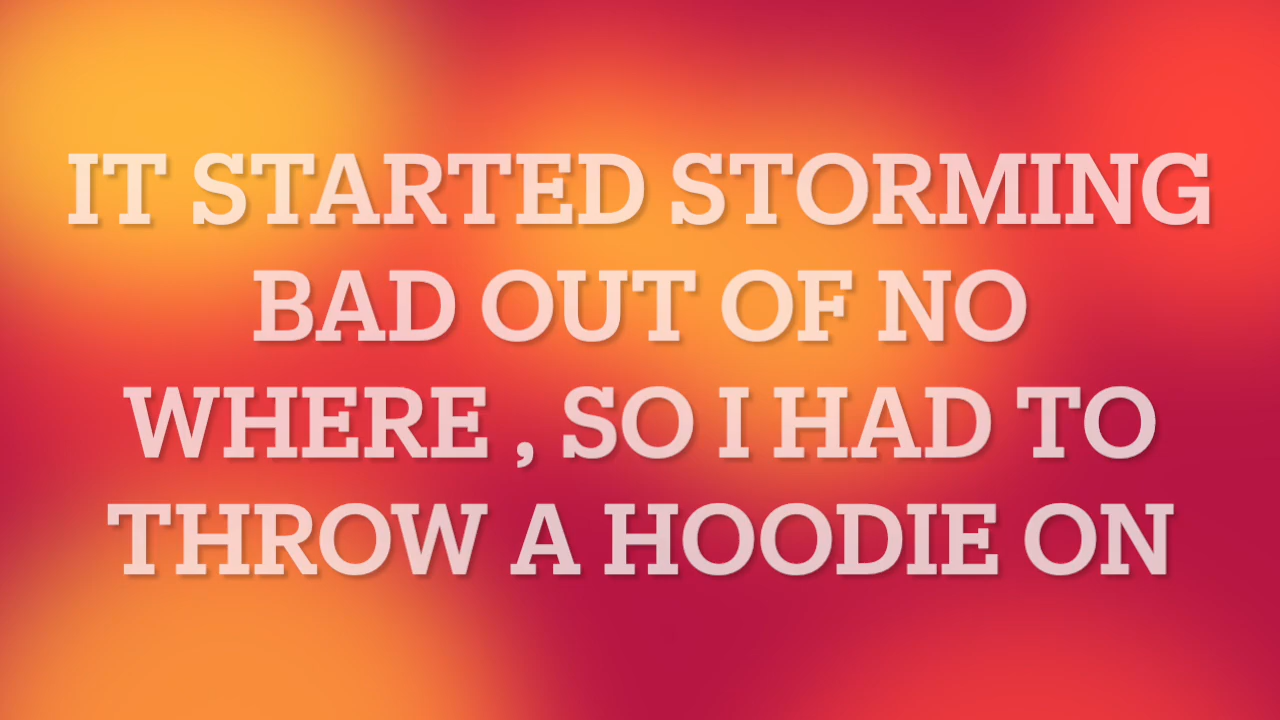 IT STARTED STORMING
BAD OUT OF NO
WHERE , SO I HAD TO
THROW A HOODIE ON